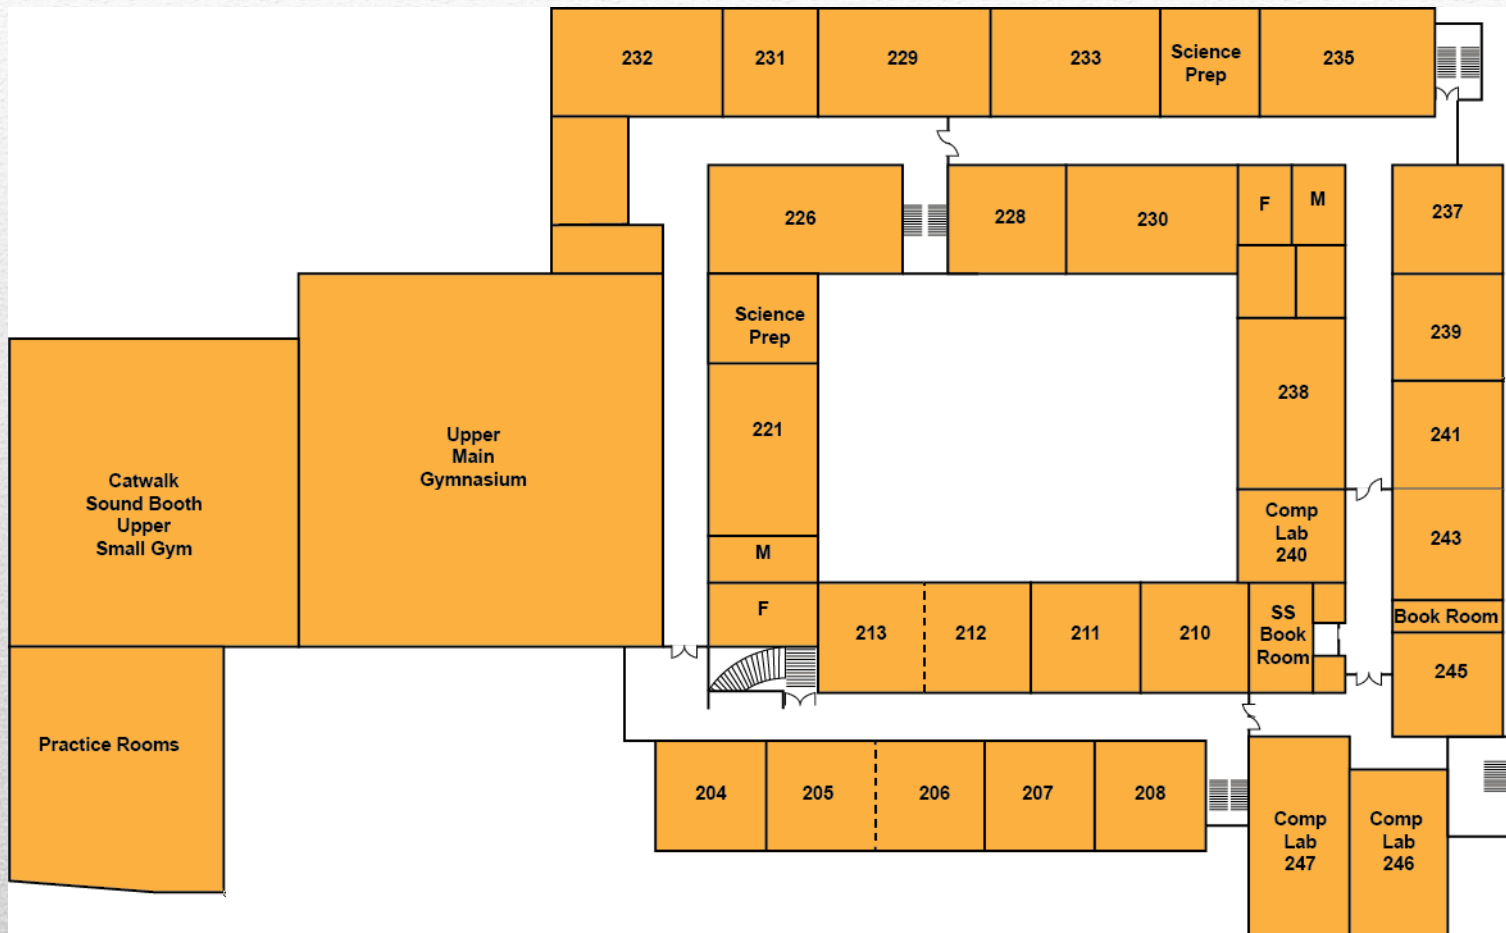 232
231
229
233
Science
Prep
235
226
228
230
F
M
237
Science
Prep
239
238
221
241
Upper
Main
Gymnasium
Catwalk
Sound Booth
Upper
Small Gym
Comp
Lab
240
243
M
F
213
212
211
210
SS
Book
Room
Book Room
245
Practice Rooms
204
205
206
207
208
Comp
Lab
247
Comp
Lab
246